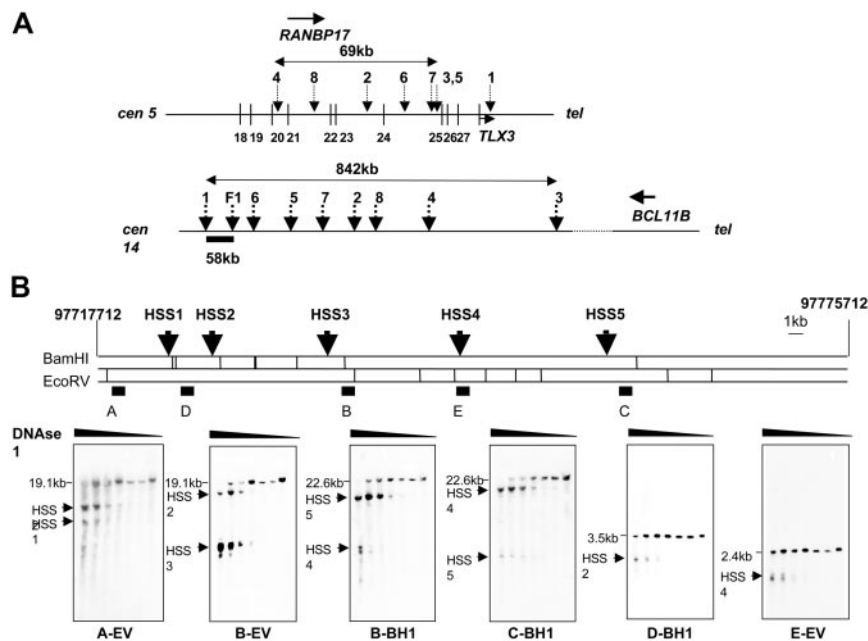 A
RANBP17
69kb
4 8 2 6 7 3,5 1
cen 5 tel
18 19 20 21 22 23 24 25 26 27 TLX3
842kb
1 F1 6 5 7 2 8 4 3
BCL11B
cen 14 tel
58kb
B
97717712 HSS1 HSS2 HSS3 HSS4 HSS5 97775712
1kb
BamHI
EcoRV
A D B E C
DNAse 1
19.1kb
HSS 2
HSS 1
19.1kb
HSS 2
HSS 3
22.6kb
HSS 5
HSS 4
22.6kb
HSS 4
HSS 5
3.5kb
HSS 2
2.4kb
HSS 4
A-EV B-EV B-BH1 C-BH1 D-BH1 E-EV